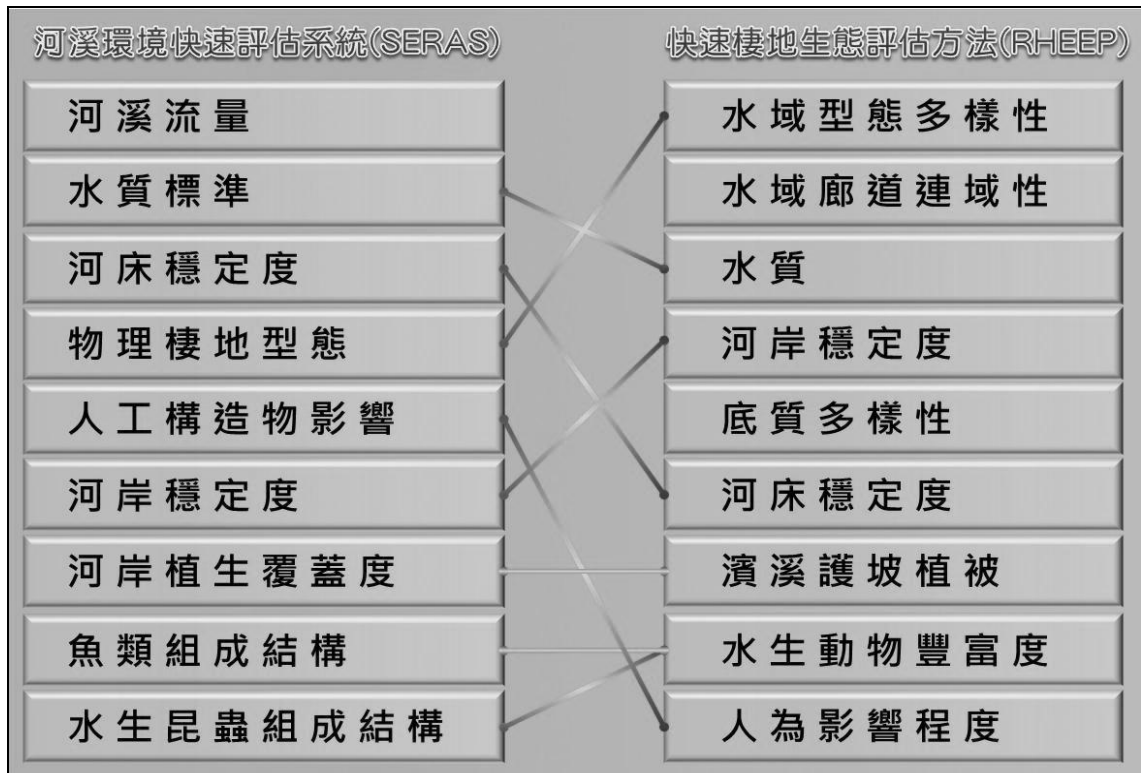 河溪環境快速評估系統(SERAS)
快速棲地生態評估方法(RHEEP)
河溪流量
水質標準
河床穩定度
物理棲地型態
人工構造物影響
河岸穩定度
河岸植生覆蓋度
魚類組成結構
水生昆蟲組成結構
水域型態多樣性
水域廊道連域性
水質
河岸穩定度
底質多樣性
河床穩定度
濱溪護坡植被
水生動物豐富度
人為影響程度